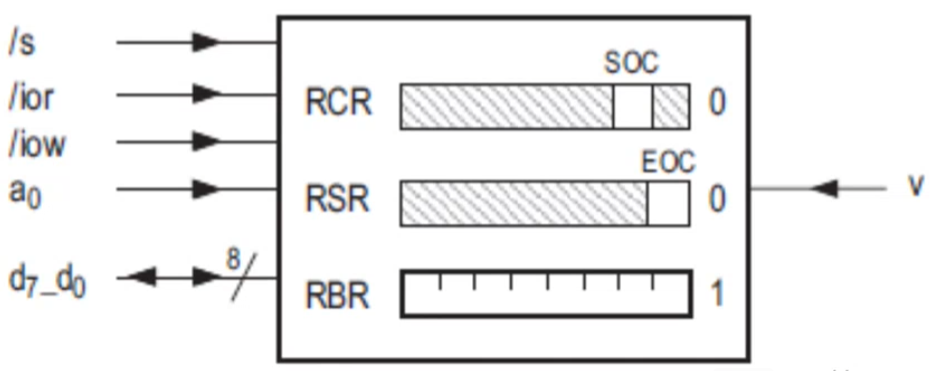 /s
SOC
/ior
RCR
0
/iow
EOC
a0
RSR
0
v
8
d7_d0
RBR
1